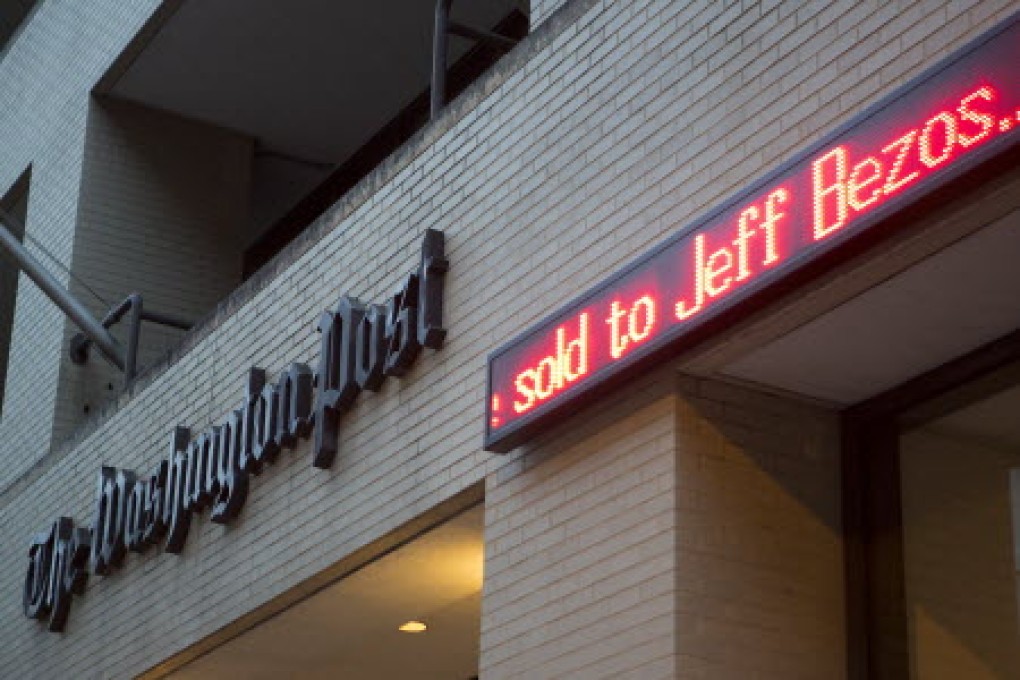 The Washington Post
sold to Jeff Bezos..